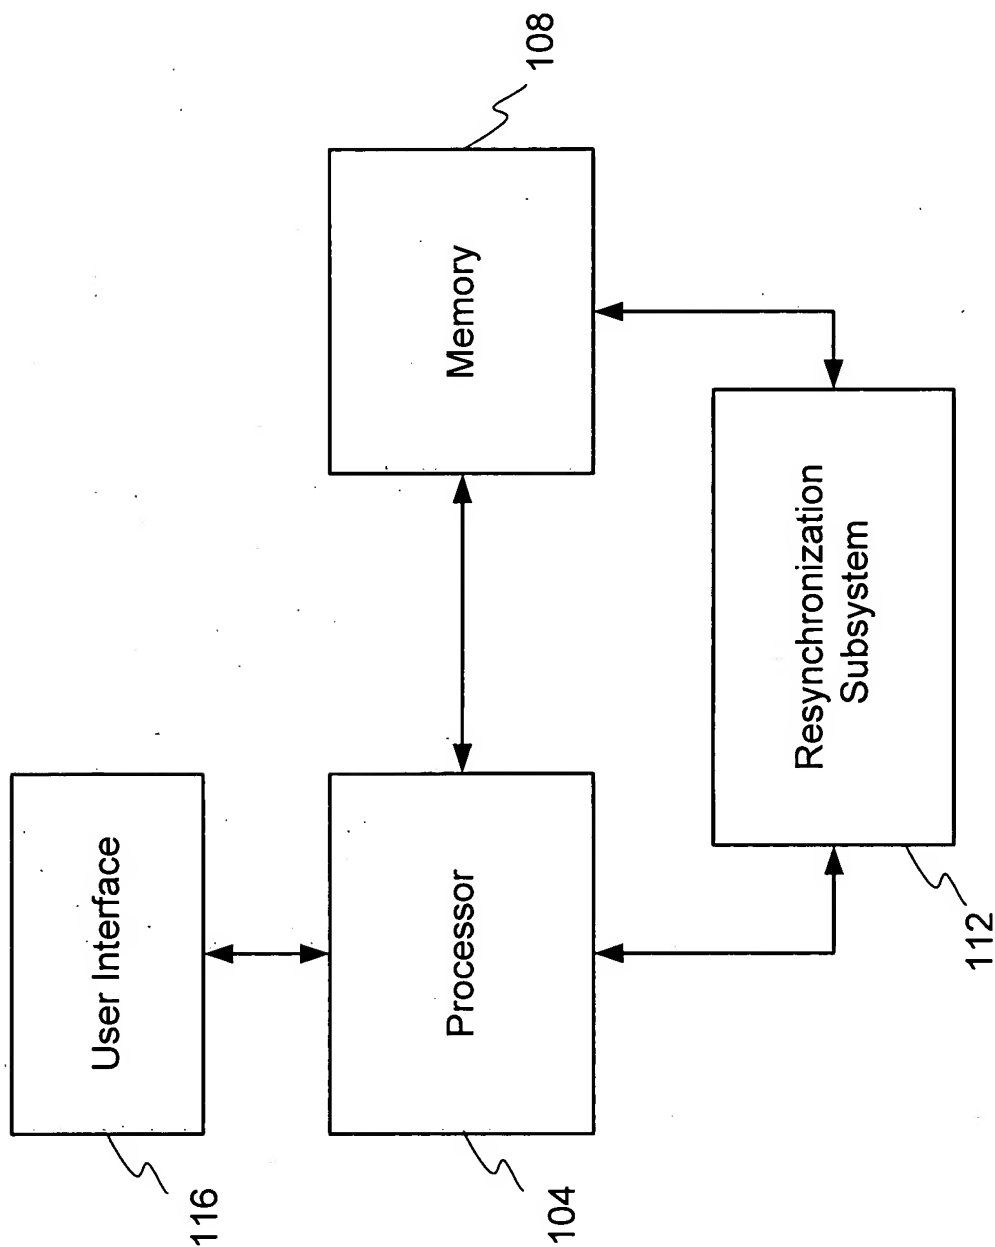 User Interface
116
Processor
104
Memory
108
Resynchronization
Subsystem
112